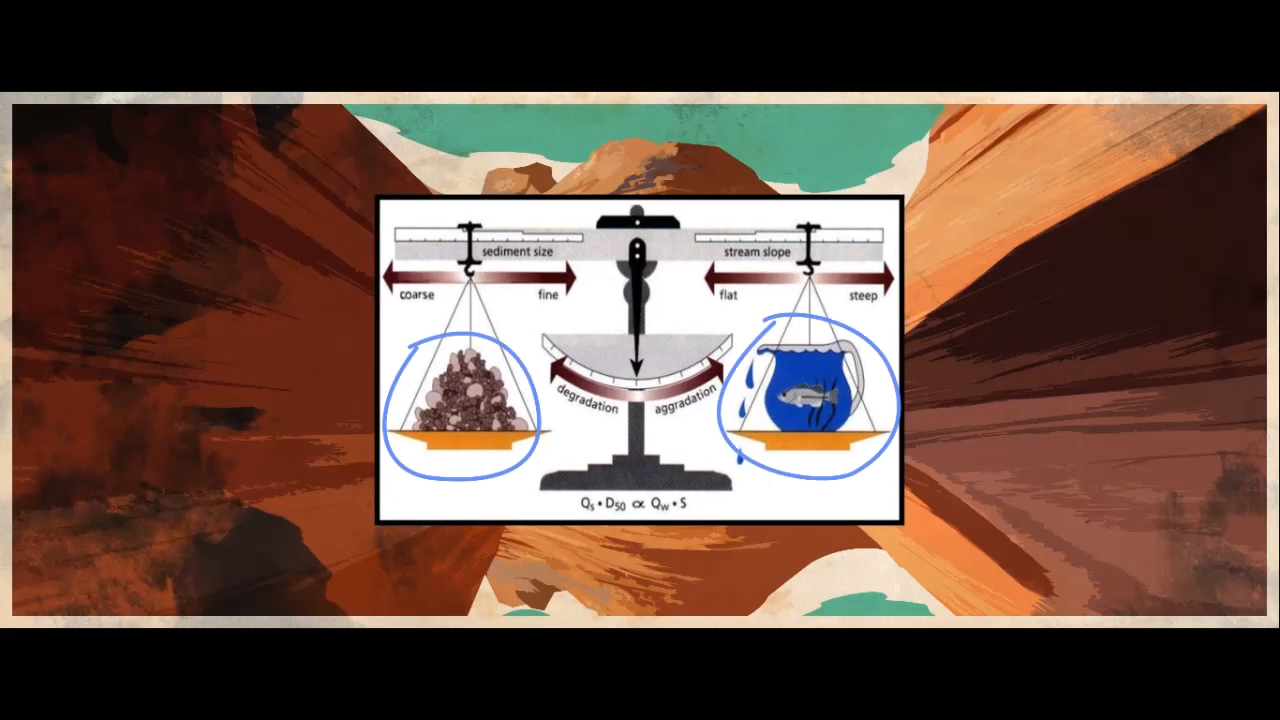 sediment size
stream slope
coarse
fine
flat
steep
degradation
aggradation
Qs • D50 ∝ Qw • S